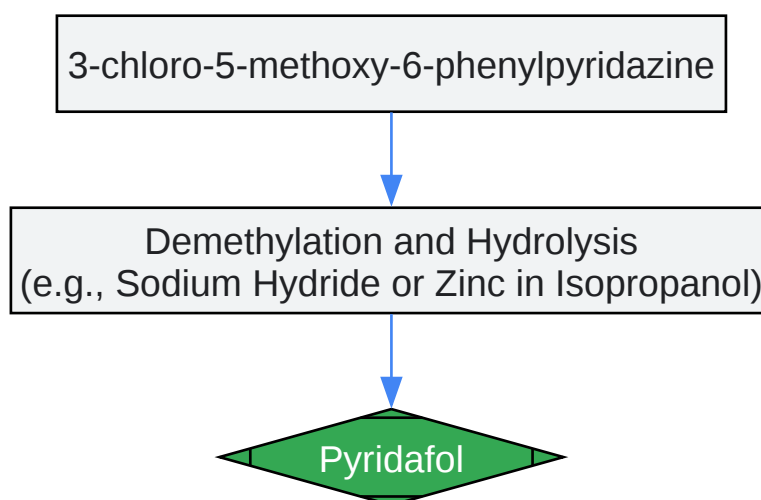 3-chloro-5-methoxy-6-phenylpyridazine
Demethylation and Hydrolysis
(e.g., Sodium Hydride or Zinc in Isopropanol)
Pyridafol